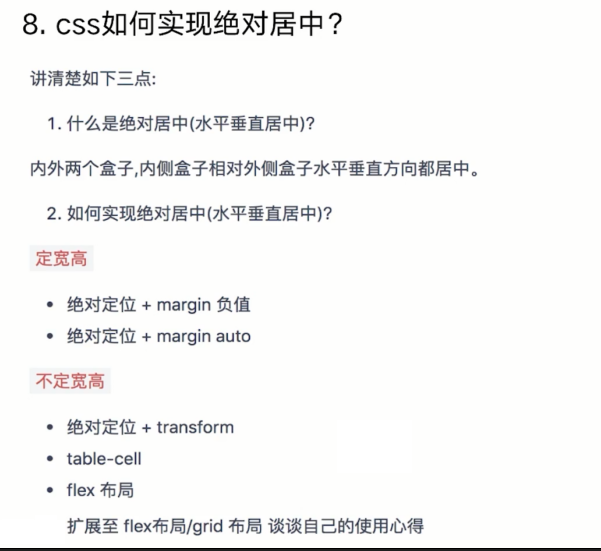 8. css如何实现绝对居中？
讲清楚如下三点:
1. 什么是绝对居中(水平垂直居中)?
内外两个盒子,内侧盒子相对外侧盒子水平垂直方向都居中。
2. 如何实现绝对居中(水平垂直居中)?
定宽高
• 绝对定位 + margin 负值
• 绝对定位 + margin auto
不定宽高
• 绝对定位 + transform
• table-cell
• flex 布局
扩展至 flex布局/grid 布局 谈谈自己的使用心得